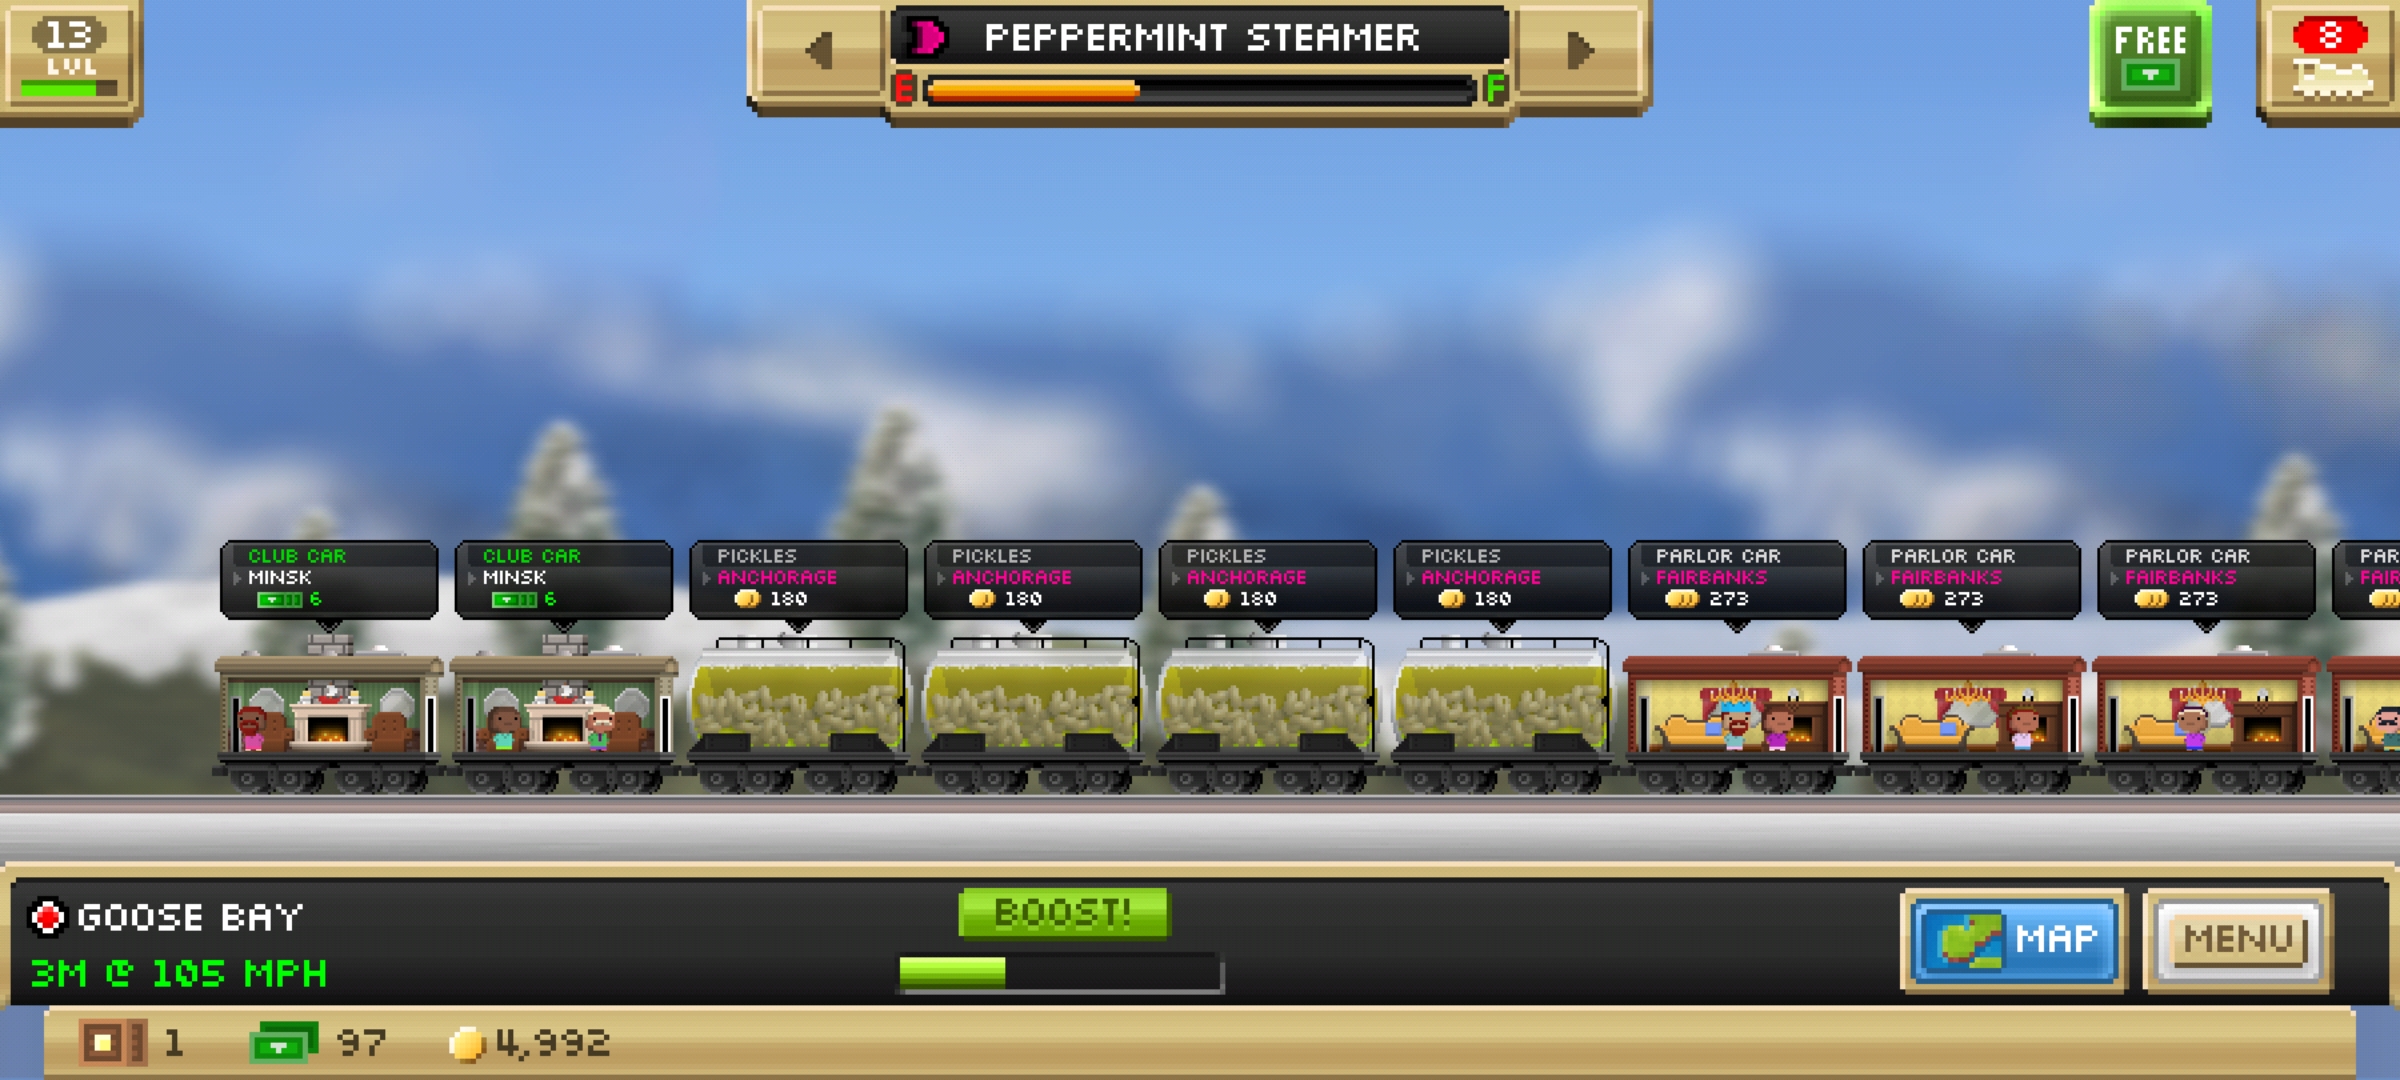 13
LVL
PEPPERMINT STEAMER
E F
FREE
8
CLUB CAR
MINSK
6
CLUB CAR
MINSK
6
PICKLES
ANCHORAGE
180
PICKLES
ANCHORAGE
180
PICKLES
ANCHORAGE
180
PICKLES
ANCHORAGE
180
PARLOR CAR
FAIRBANKS
273
PARLOR CAR
FAIRBANKS
273
PARLOR CAR
FAIRBANKS
273
PAR
FAIR
GOOSE BAY
3M @ 105 MPH
BOOST!
MAP
MENU
1 97 4,992